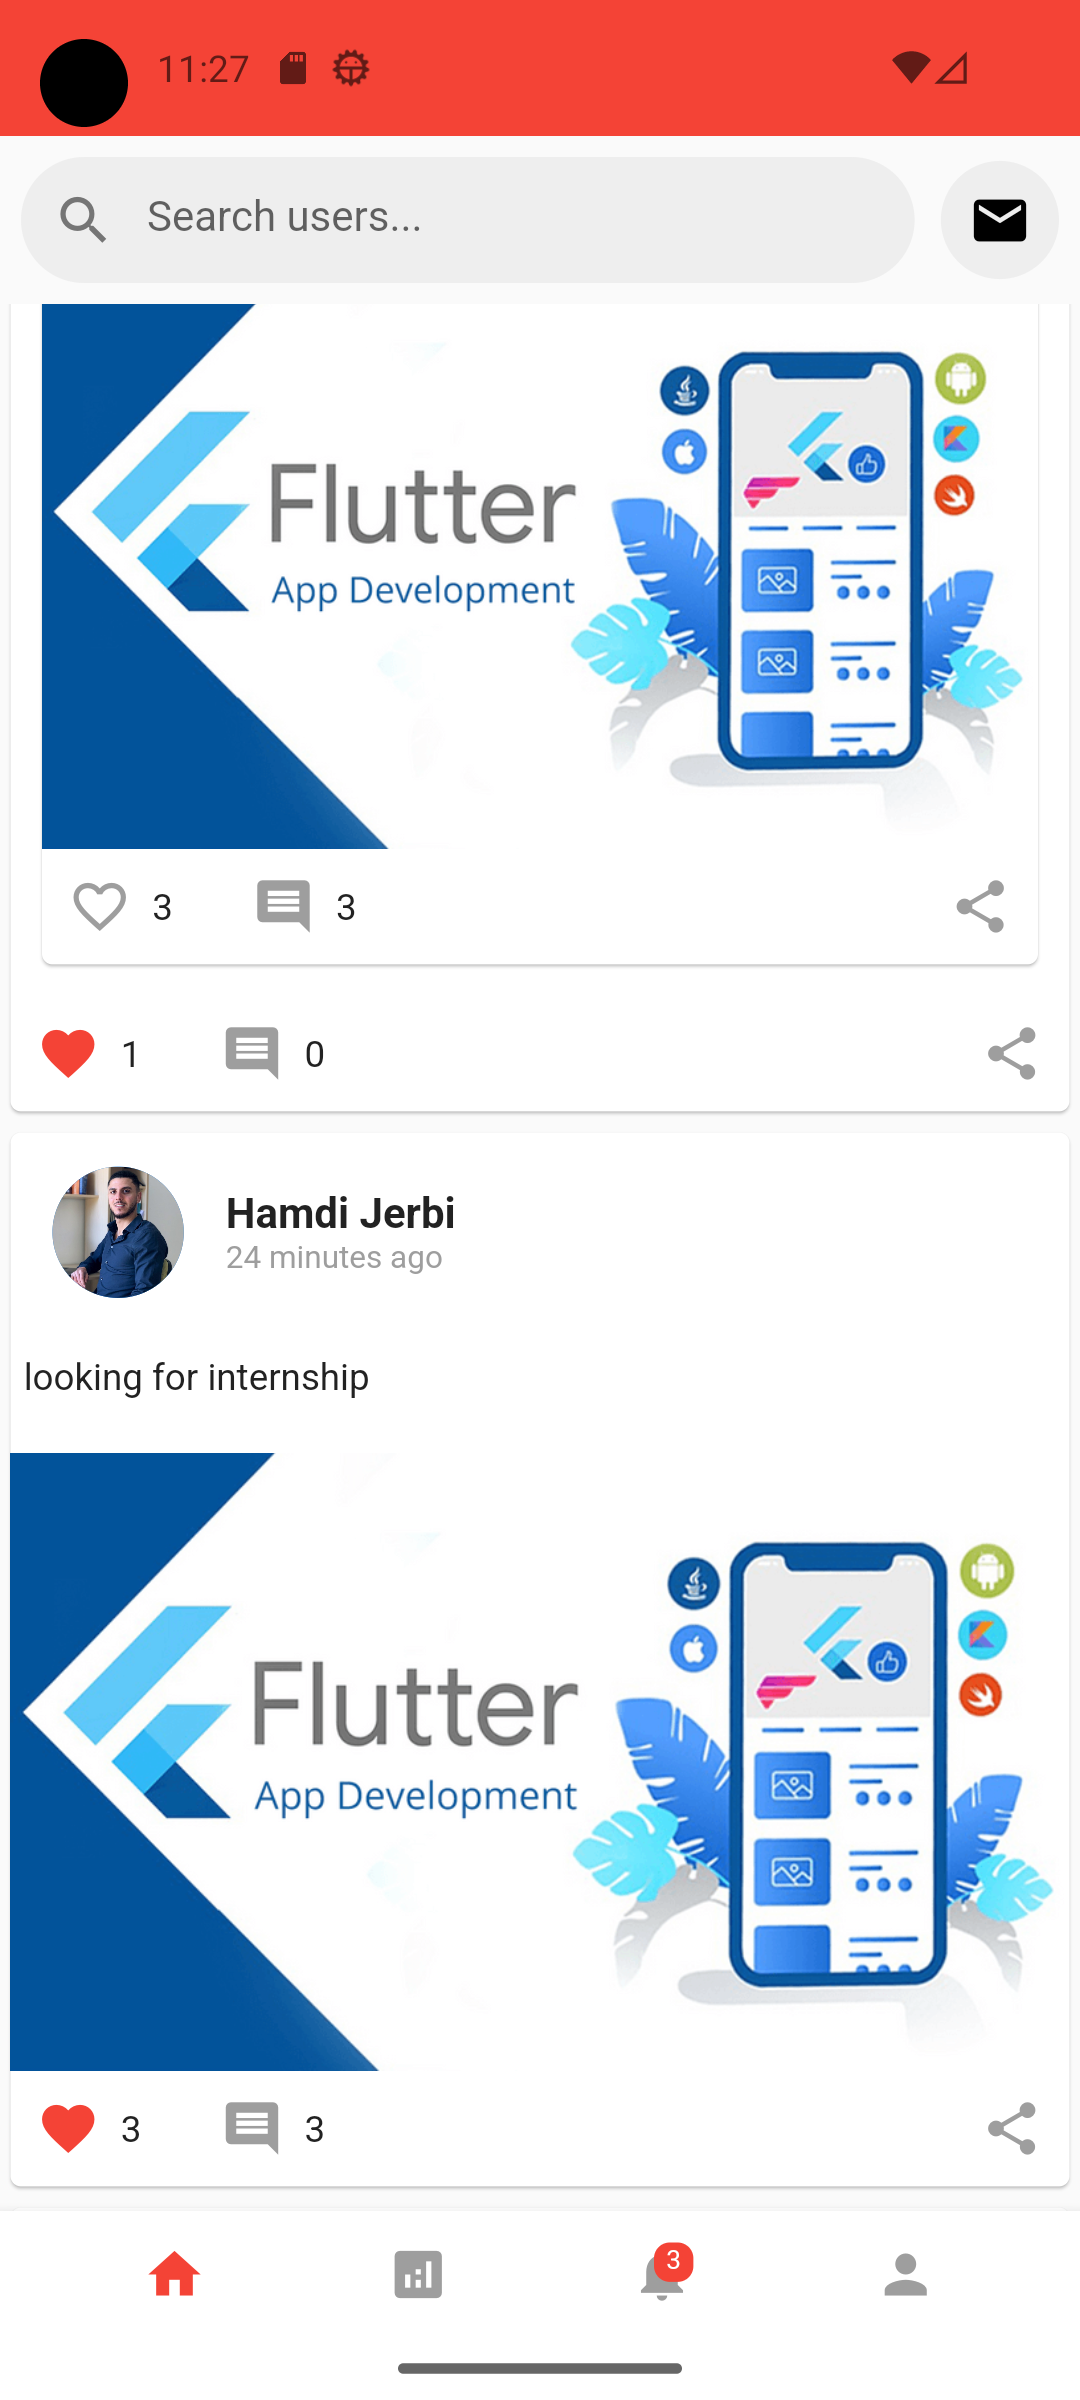 11:27
Search users...
Flutter
App Development
3
3
1
0
Hamdi Jerbi
24 minutes ago
looking for internship
Flutter
App Development
3
3
3